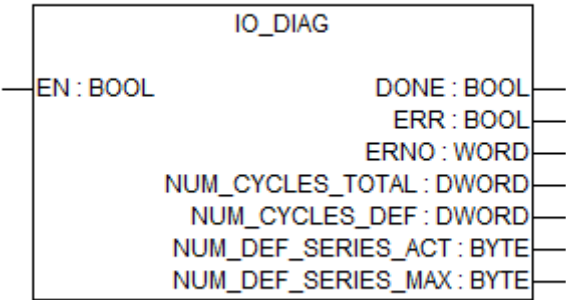 IO_DIAG
EN : BOOL DONE : BOOL
ERR : BOOL
ERNO : WORD
NUM_CYCLES_TOTAL : DWORD
NUM_CYCLES_DEF : DWORD
NUM_DEF_SERIES_ACT : BYTE
NUM_DEF_SERIES_MAX : BYTE